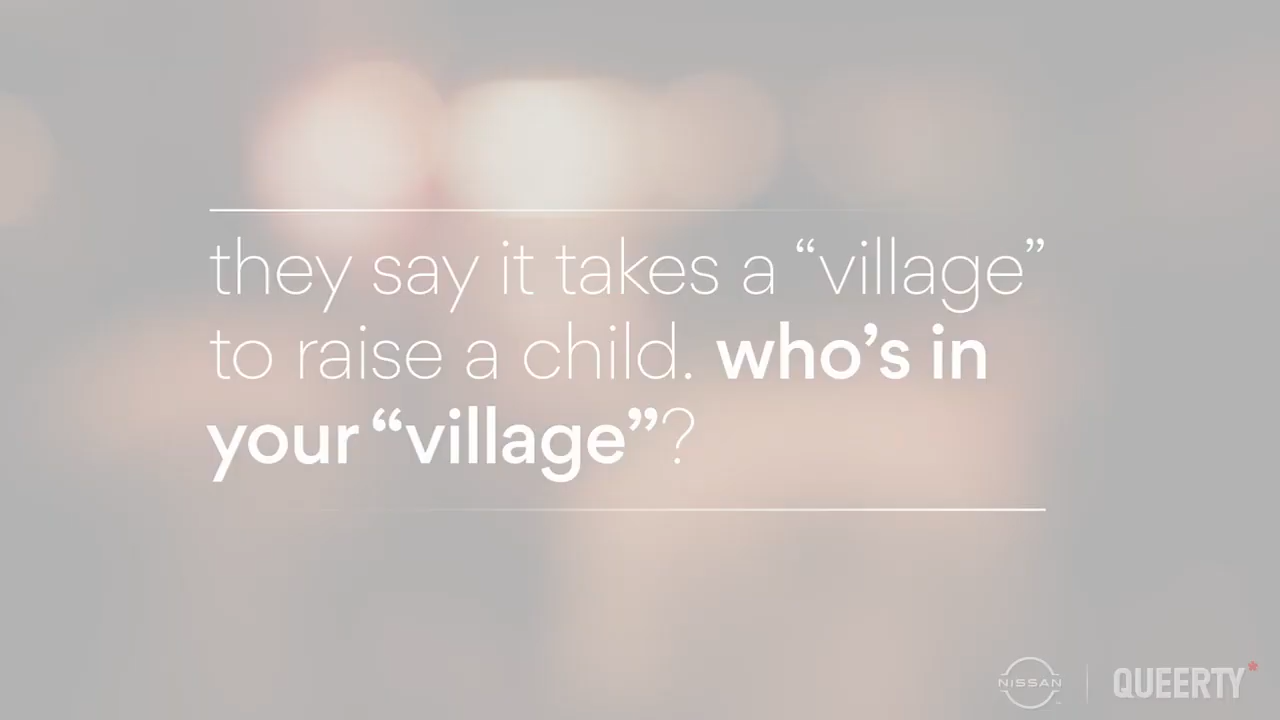 they say it takes a “village”
to raise a child. who’s in
your “village”?
NISSAN
QUEERTY*